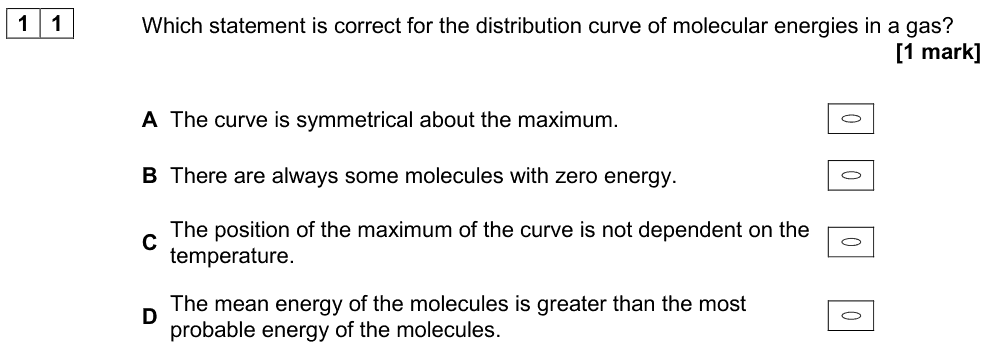 1 1 Which statement is correct for the distribution curve of molecular energies in a gas?
[1 mark]
A The curve is symmetrical about the maximum.
B There are always some molecules with zero energy.
C The position of the maximum of the curve is not dependent on the
temperature.
D The mean energy of the molecules is greater than the most
probable energy of the molecules.